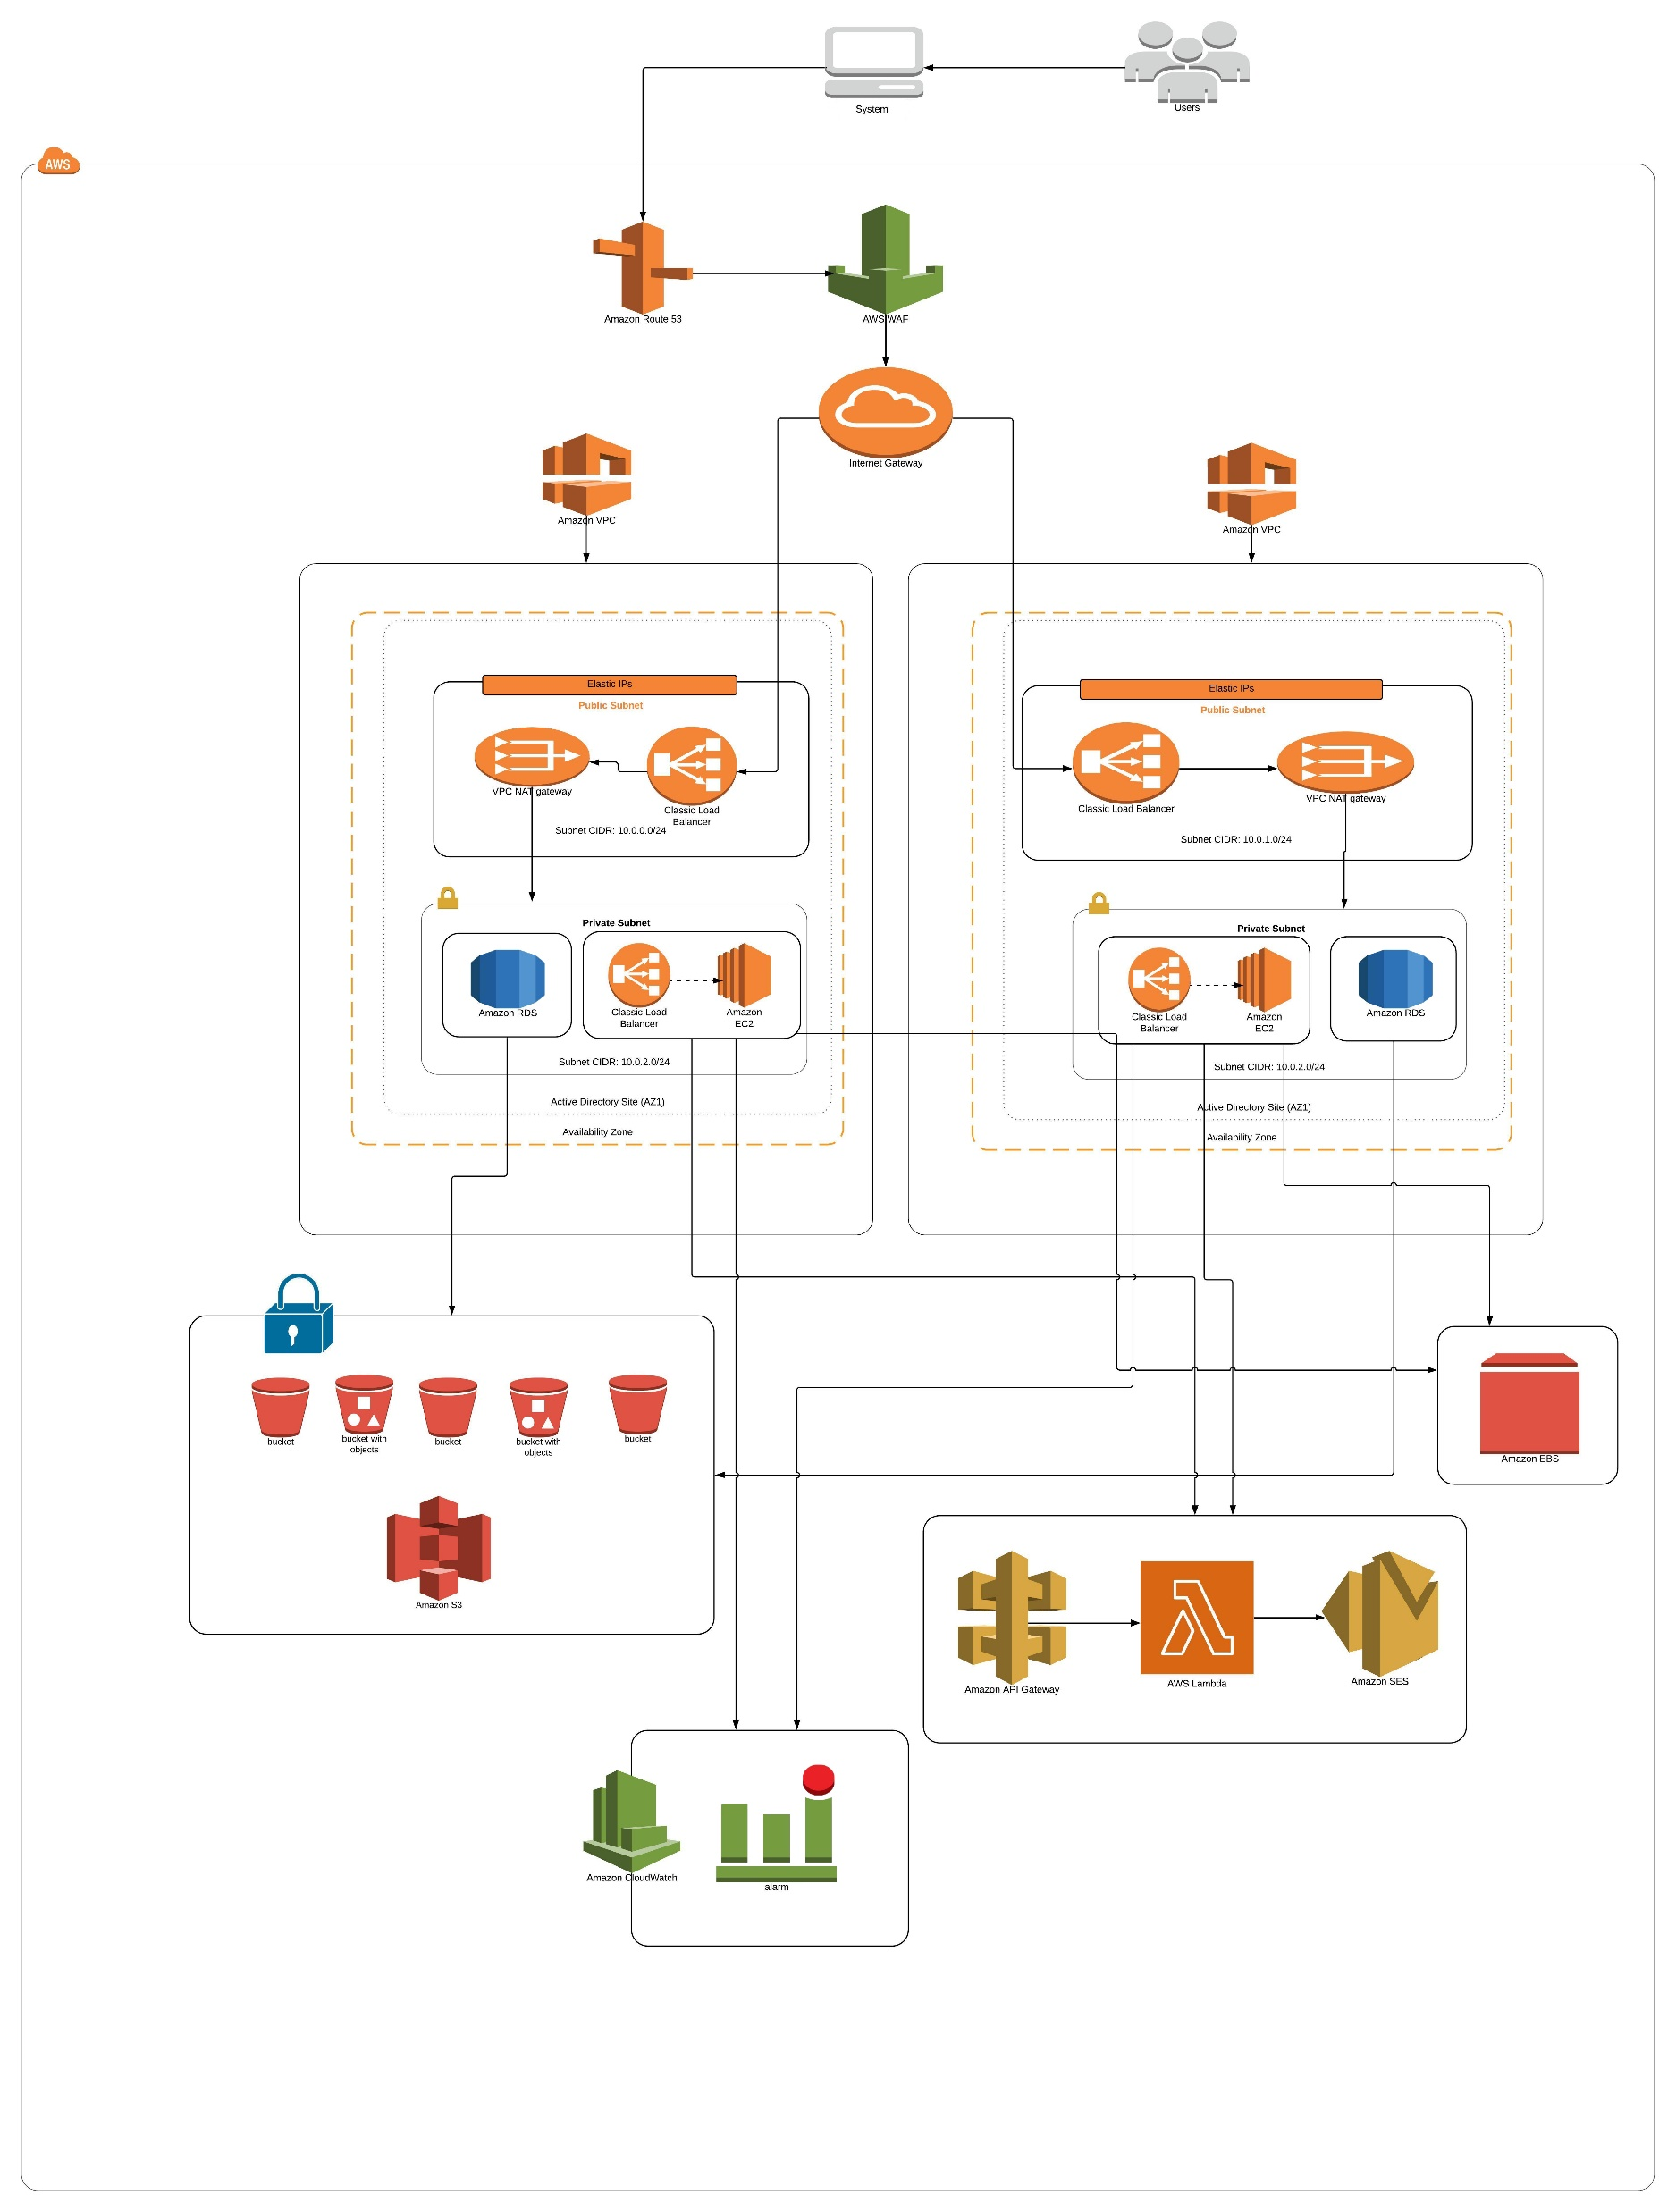 System
Users
AWS
Amazon Route 53
AWS WAF
Internet Gateway
Amazon VPC
Amazon VPC
Elastic IPs
Public Subnet
VPC NAT gateway
Classic Load
Balancer
Subnet CIDR: 10.0.0.0/24
Private Subnet
Amazon RDS
Classic Load
Balancer
Amazon
EC2
Subnet CIDR: 10.0.2.0/24
Active Directory Site (AZ1)
Availability Zone
Elastic IPs
Public Subnet
Classic Load Balancer
VPC NAT gateway
Subnet CIDR: 10.0.1.0/24
Private Subnet
Classic Load
Balancer
Amazon
EC2
Amazon RDS
Subnet CIDR: 10.0.2.0/24
Active Directory Site (AZ1)
Availability Zone
bucket
bucket with
objects
bucket
bucket with
objects
bucket
Amazon S3
Amazon EBS
Amazon API Gateway
AWS Lambda
Amazon SES
Amazon CloudWatch
alarm